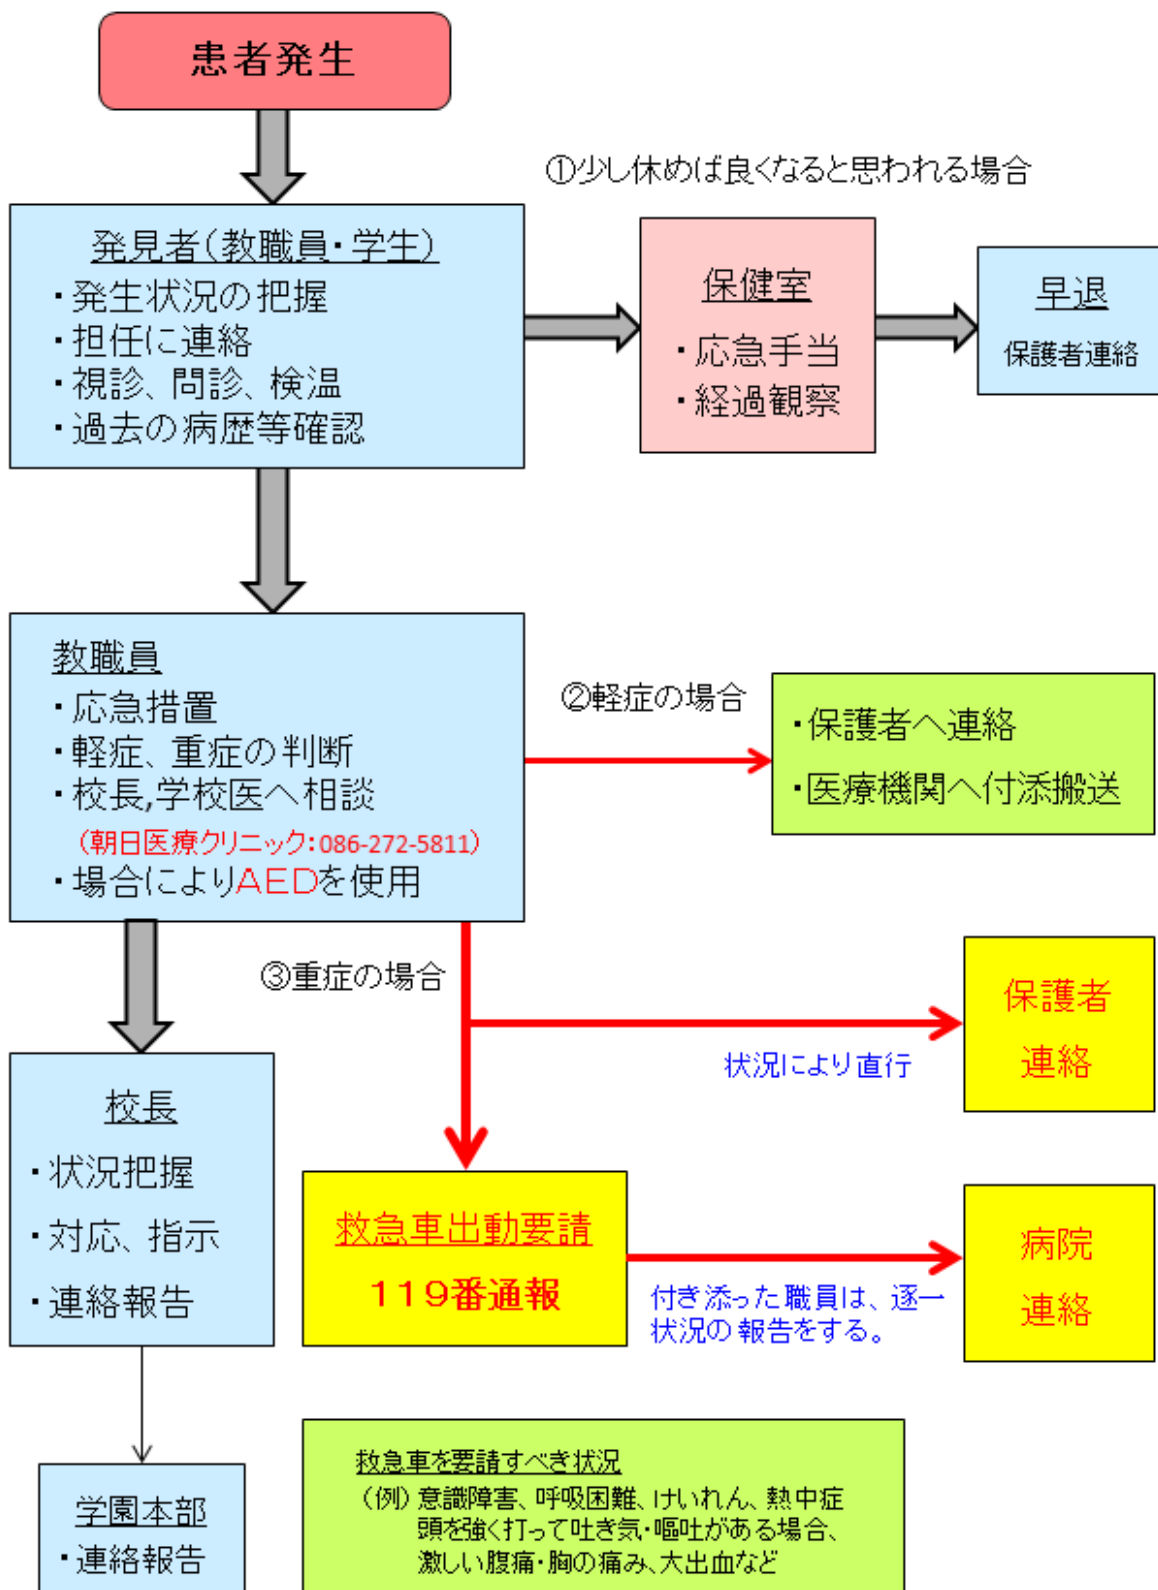 患者発生
①少し休めば良くなると思われる場合
発見者(教職員・学生)
・発生状況の把握
・担任に連絡
・視診、問診、検温
・過去の病歴等確認
保健室
・応急手当
・経過観察
早退
保護者連絡
教職員
・応急措置
・軽症、重症の判断
・校長,学校医へ相談
(朝日医療クリニック:086-272-5811)
・場合によりAEDを使用
②軽症の場合
・保護者へ連絡
・医療機関へ付添搬送
③重症の場合
保護者
連絡
状況により直行
校長
・状況把握
・対応、指示
・連絡報告
救急車出動要請
119番通報
付き添った職員は、逐一
状況の報告をする。
病院
連絡
学園本部
・連絡報告
救急車を要請すべき状況
(例)意識障害、呼吸困難、けいれん、熱中症
頭を強く打って吐き気・嘔吐がある場合、
激しい腹痛・胸の痛み、大出血など